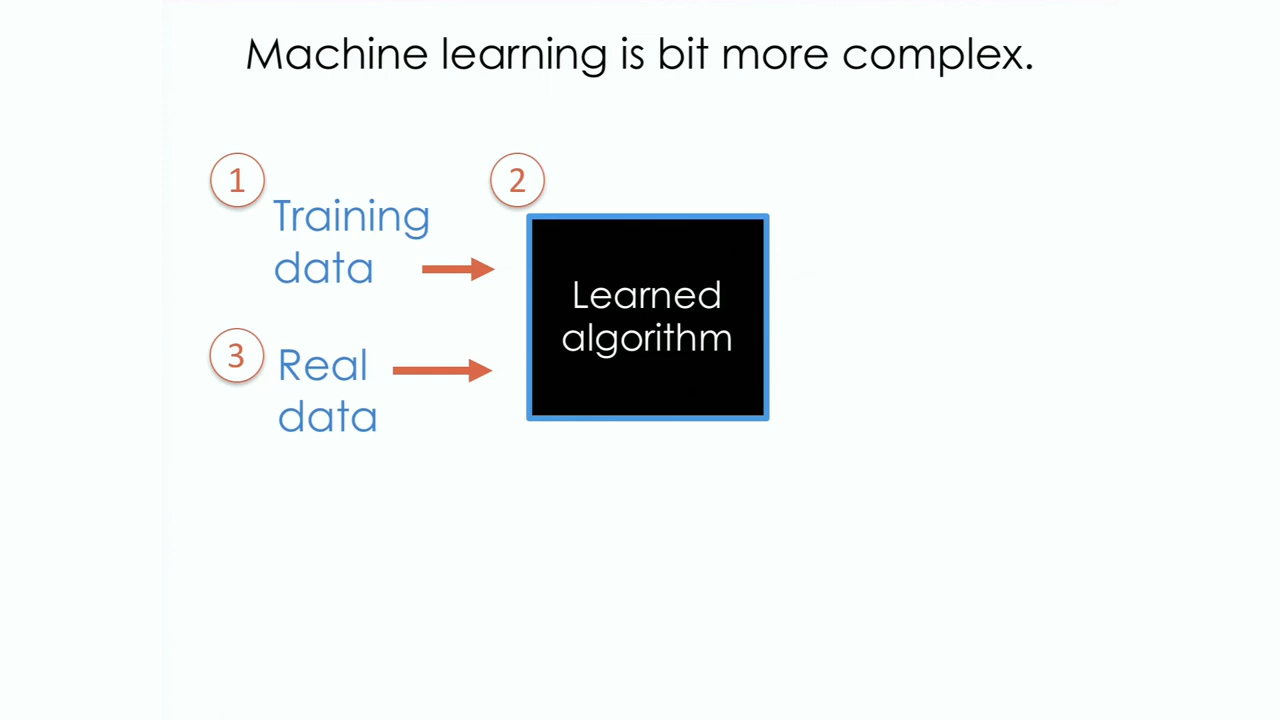 Machine learning is bit more complex.
1
Training
data
2
Learned
algorithm
3
Real
data